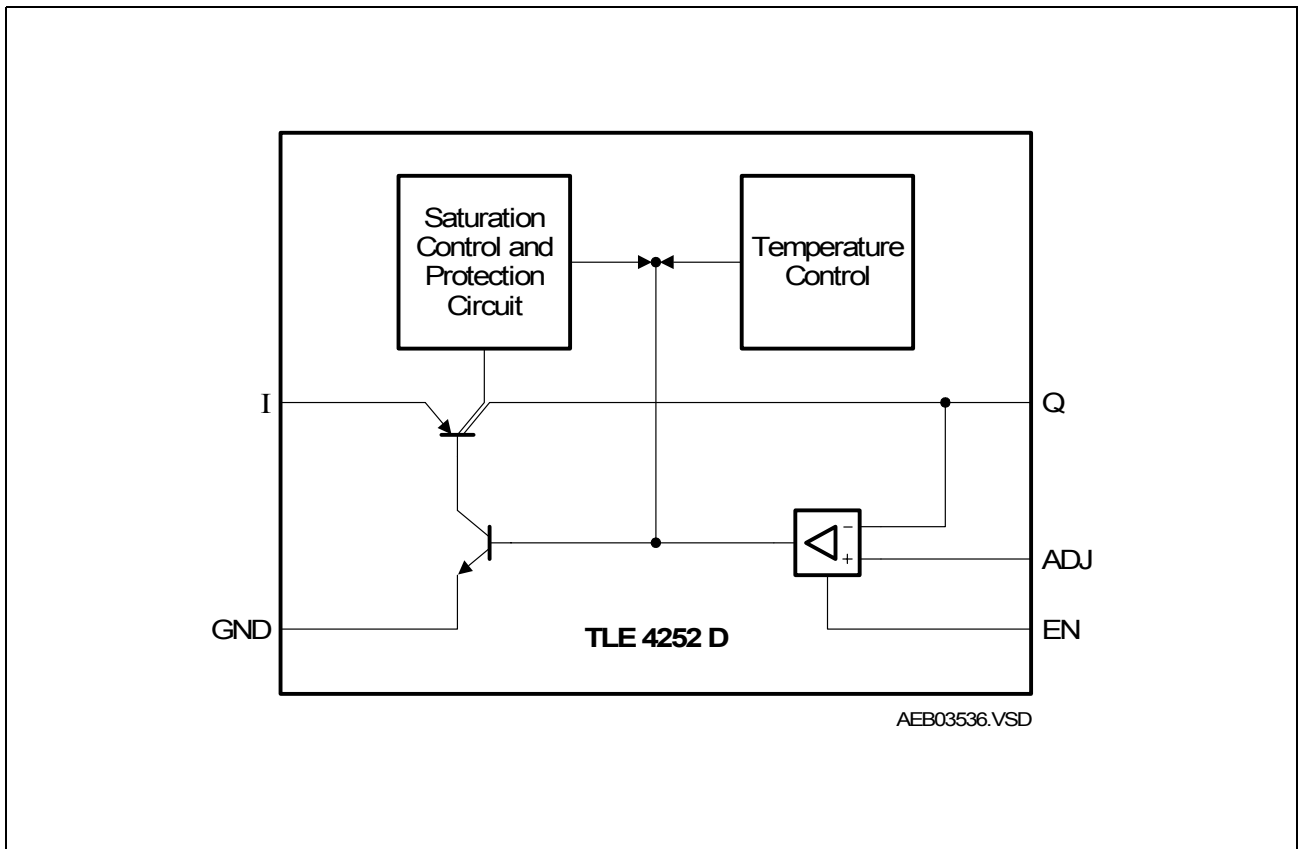 Saturation
Control and
Protection
Circuit
Temperature
Control
I
Q
−
+
ADJ
GND
EN
TLE 4252 D
AEB03536.VSD